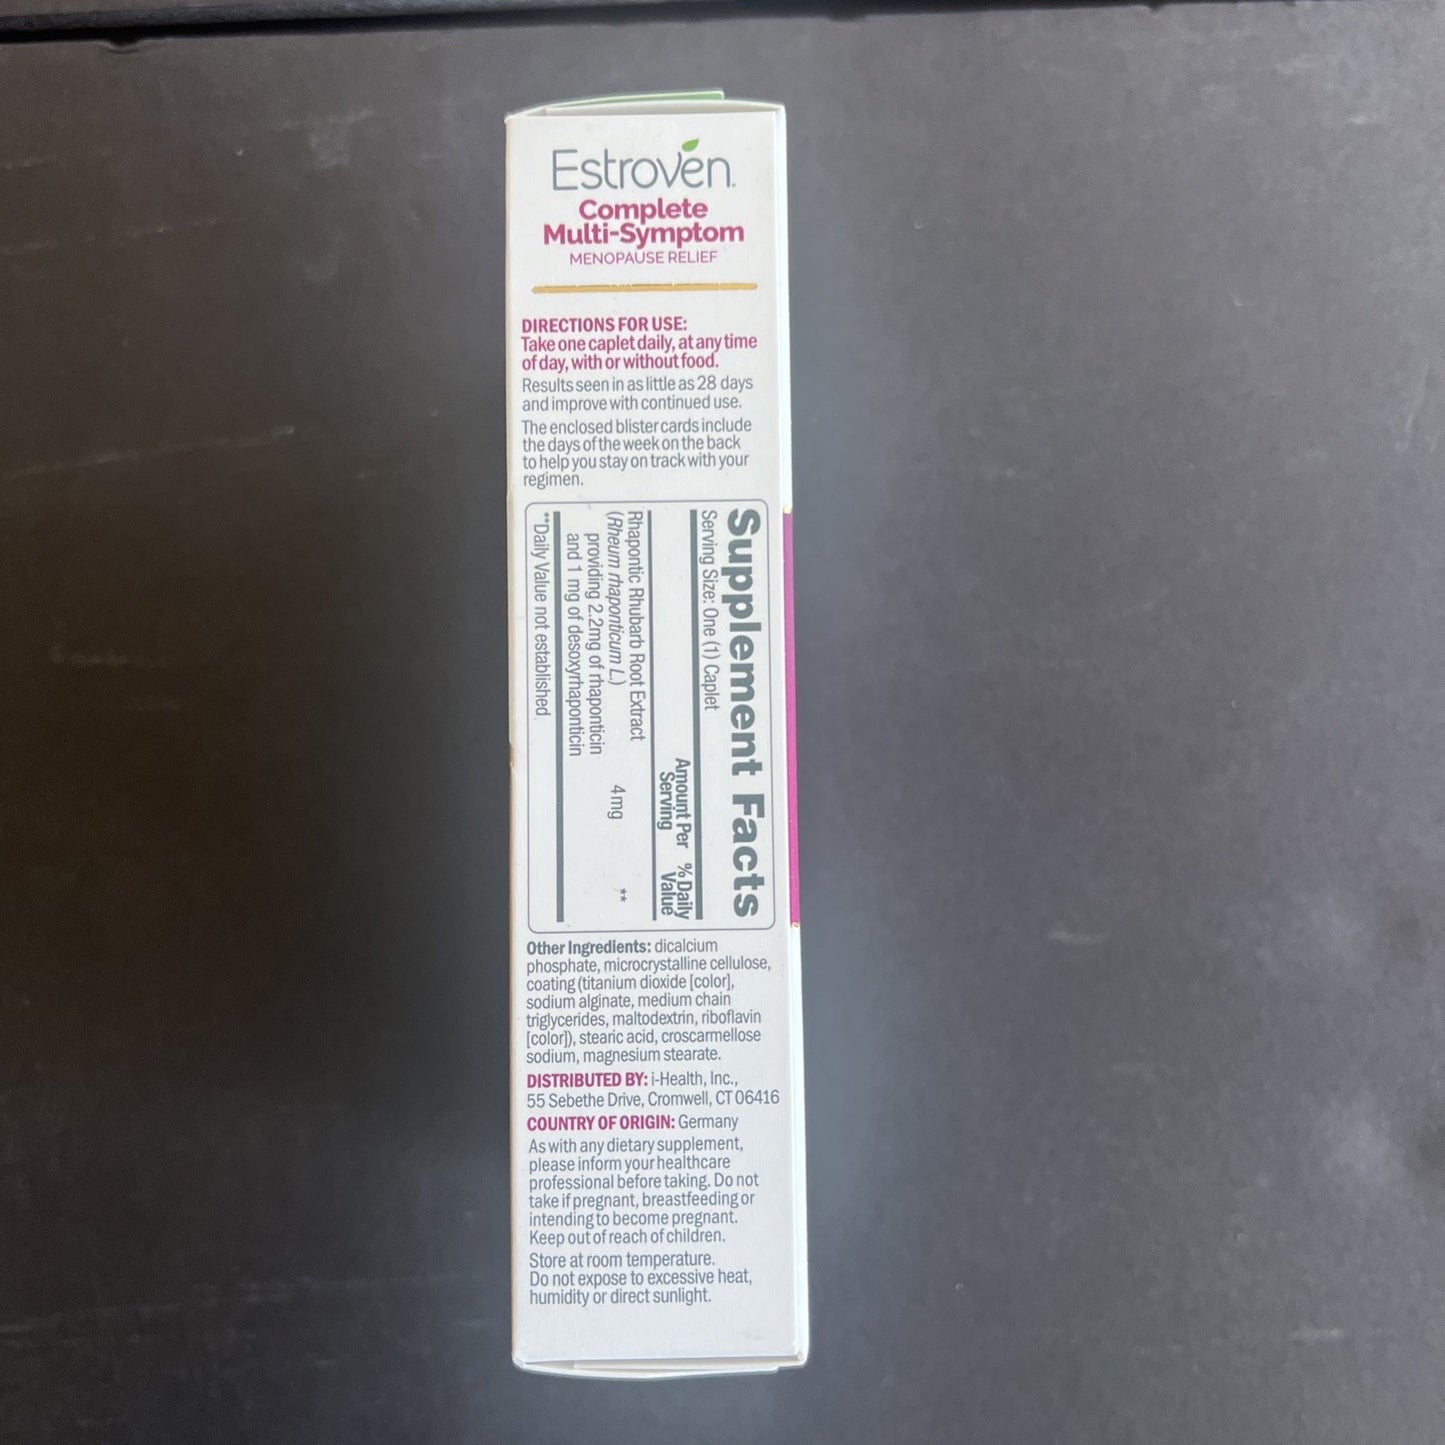 Estroven.
Complete
Multi-Symptom
MENOPAUSE RELIEF
DIRECTIONS FOR USE:
Take one caplet daily, at any time
of day, with or without food.
Results seen in as little as 28 days
and improve with continued use.
The enclosed blister cards include
the days of the week on the back
to help you stay on track with your
regimen.
Supplement Facts
Serving Size: One (1) Caplet
Amount Per % Daily
Serving Value
Rhapontic Rhubarb Root Extract
(Rheum rhaponticum L.) 4 mg **
providing 2.2mg of rhaponticin
and 1 mg of desoxyrhaponticin
**Daily Value not established
Other Ingredients: dicalcium
phosphate, microcrystalline cellulose,
coating (titanium dioxide [color],
sodium alginate, medium chain
triglycerides, maltodextrin, riboflavin
[color]), stearic acid, croscarmellose
sodium, magnesium stearate.
DISTRIBUTED BY: i-Health, Inc.,
55 Sebethe Drive, Cromwell, CT 06416
COUNTRY OF ORIGIN: Germany
As with any dietary supplement,
please inform your healthcare
professional before taking. Do not
take if pregnant, breastfeeding or
intending to become pregnant.
Keep out of reach of children.
Store at room temperature.
Do not expose to excessive heat,
humidity or direct sunlight.